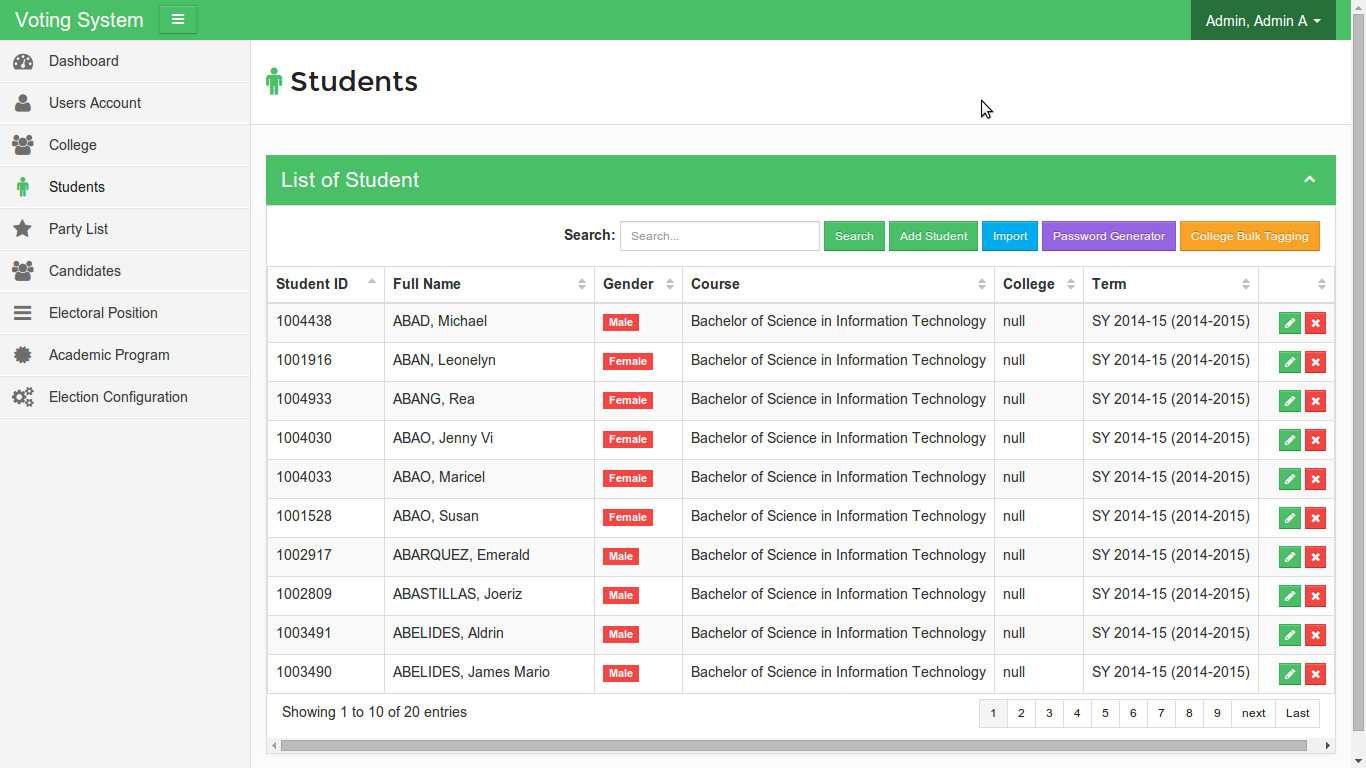 Voting System
Admin, Admin A
Dashboard
Users Account
College
Students
Party List
Candidates
Electoral Position
Academic Program
Election Configuration
Students
List of Student
Search: Search... Search Add Student Import Password Generator College Bulk Tagging
Student ID Full Name Gender Course College Term
1004438 ABAD, Michael Male Bachelor of Science in Information Technology null SY 2014-15 (2014-2015)
1001916 ABAN, Leonelyn Female Bachelor of Science in Information Technology null SY 2014-15 (2014-2015)
1004933 ABANG, Rea Female Bachelor of Science in Information Technology null SY 2014-15 (2014-2015)
1004030 ABAO, Jenny Vi Female Bachelor of Science in Information Technology null SY 2014-15 (2014-2015)
1004033 ABAO, Maricel Female Bachelor of Science in Information Technology null SY 2014-15 (2014-2015)
1001528 ABAO, Susan Female Bachelor of Science in Information Technology null SY 2014-15 (2014-2015)
1002917 ABARQUEZ, Emerald Male Bachelor of Science in Information Technology null SY 2014-15 (2014-2015)
1002809 ABASTILLAS, Joeriz Male Bachelor of Science in Information Technology null SY 2014-15 (2014-2015)
1003491 ABELIDES, Aldrin Male Bachelor of Science in Information Technology null SY 2014-15 (2014-2015)
1003490 ABELIDES, James Mario Male Bachelor of Science in Information Technology null SY 2014-15 (2014-2015)
Showing 1 to 10 of 20 entries 1 2 3 4 5 6 7 8 9 next Last